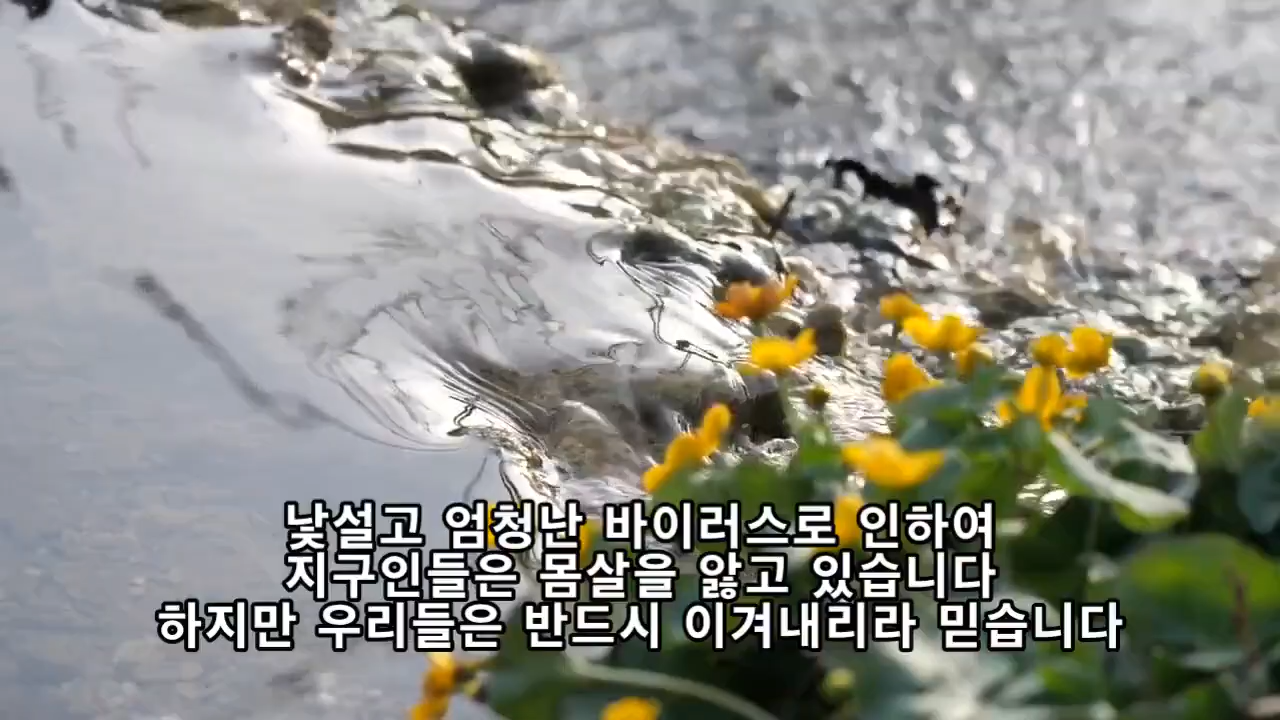 낯설고 엄청난 바이러스로 인하여
지구인들은 몸살을 앓고 있습니다
하지만 우리들은 반드시 이겨내리라 믿습니다